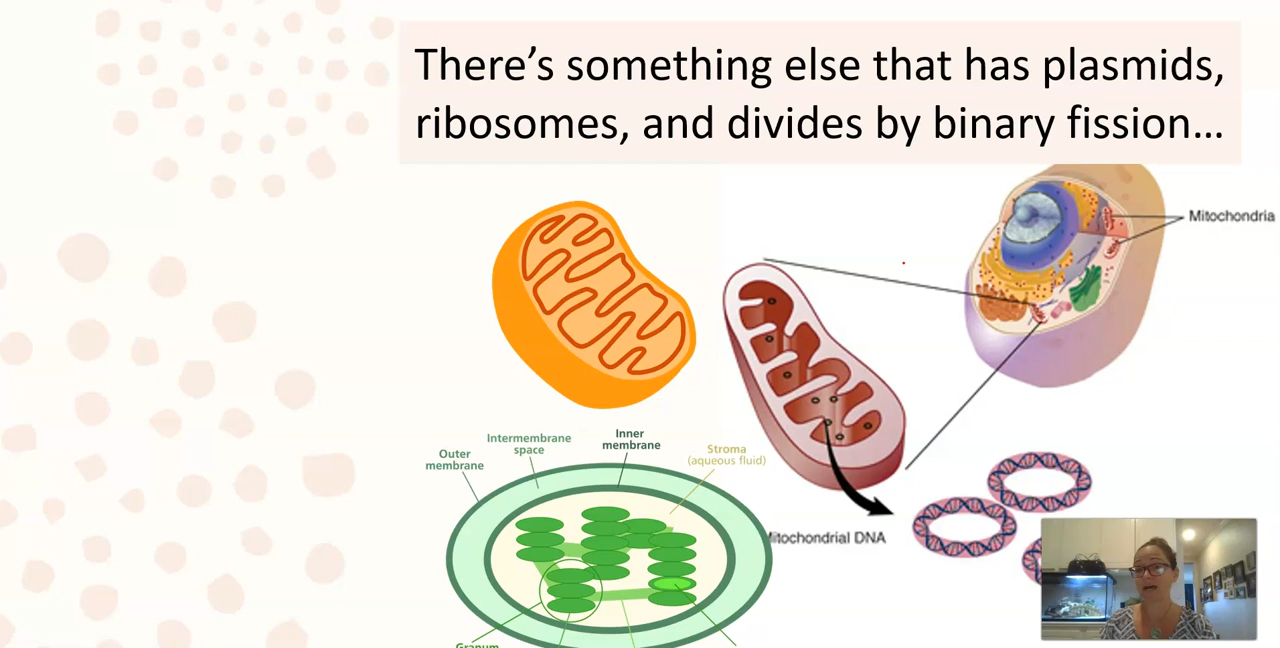 There’s something else that has plasmids,
ribosomes, and divides by binary fission…
Mitochondria
Inner
membrane
Intermembrane
space
Outer
membrane
Stroma
(aqueous fluid)
Mitochondrial DNA
Granum